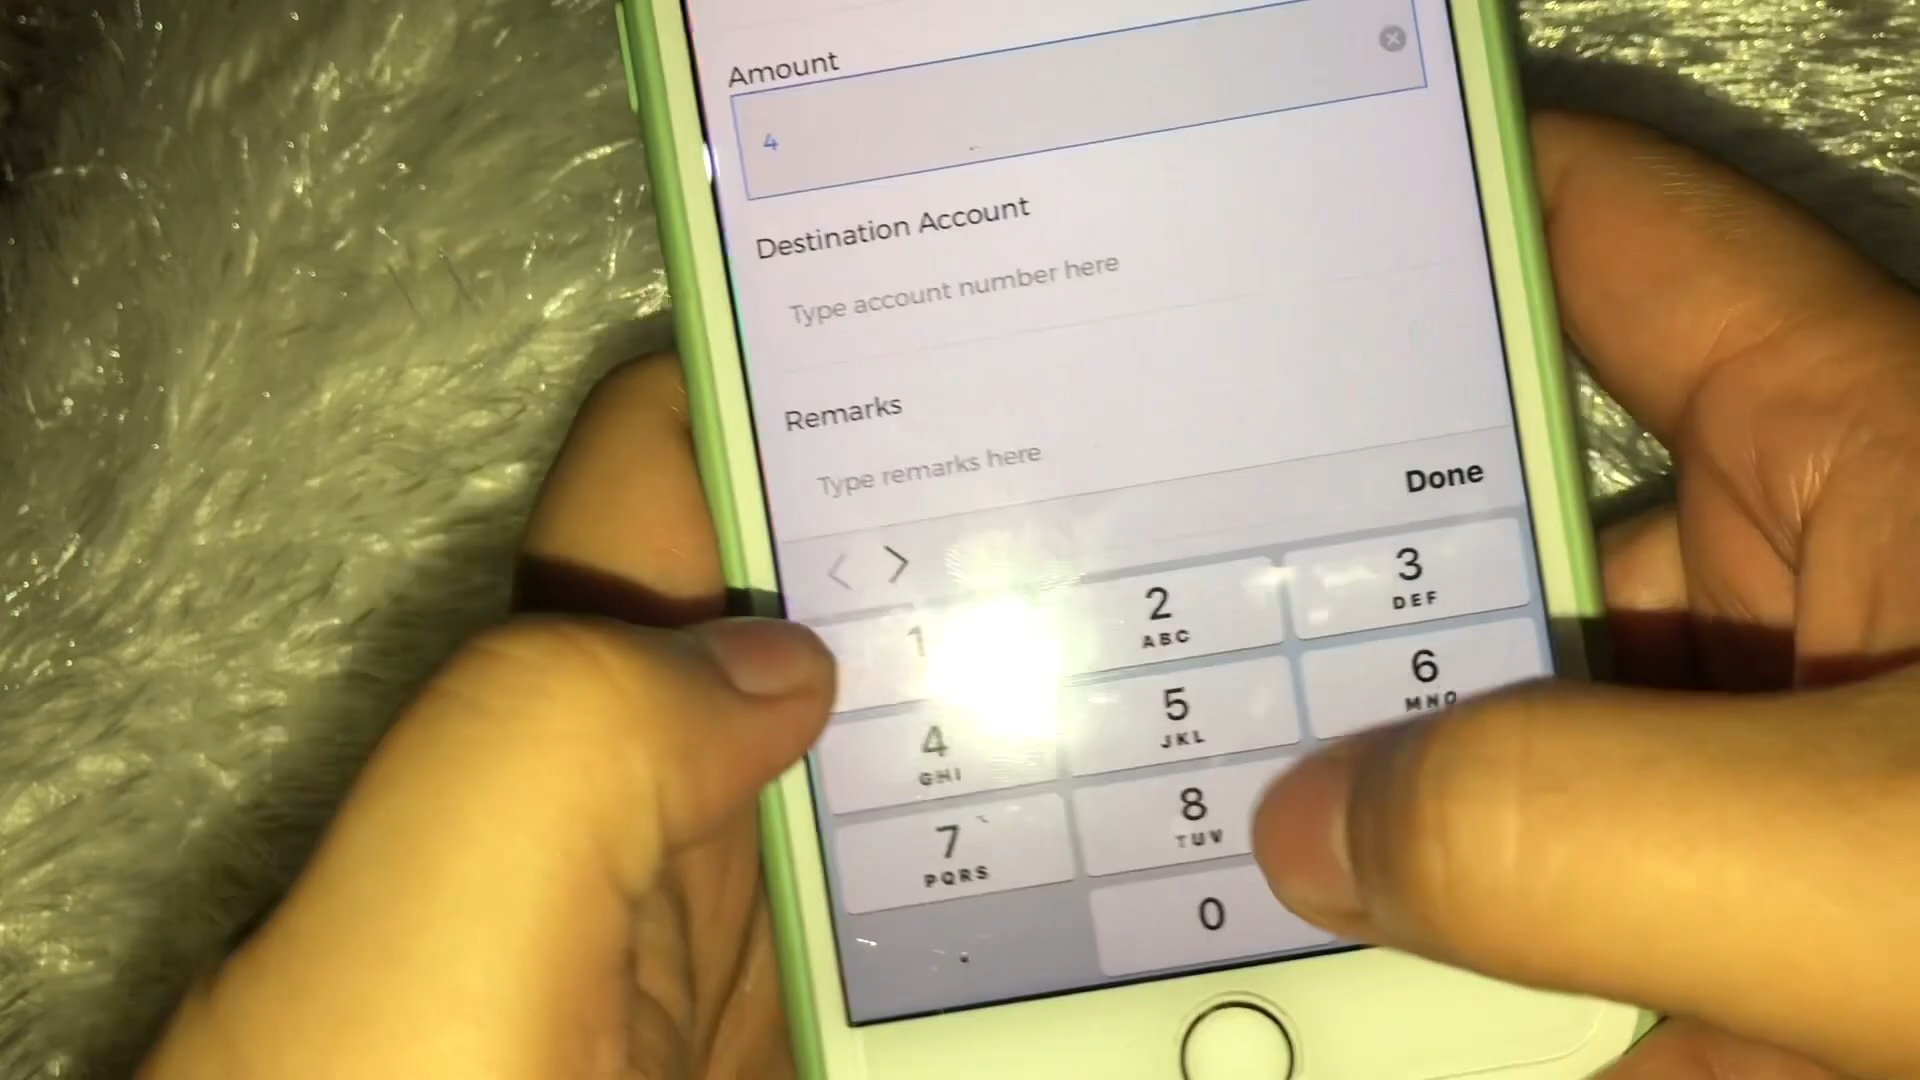 Amount
4
Destination Account
Type account number here
Remarks
Type remarks here
Done
< >
1
2
ABC
3
DEF
4
GHI
5
JKL
6
MNO
7
PQRS
8
TUV
.
0